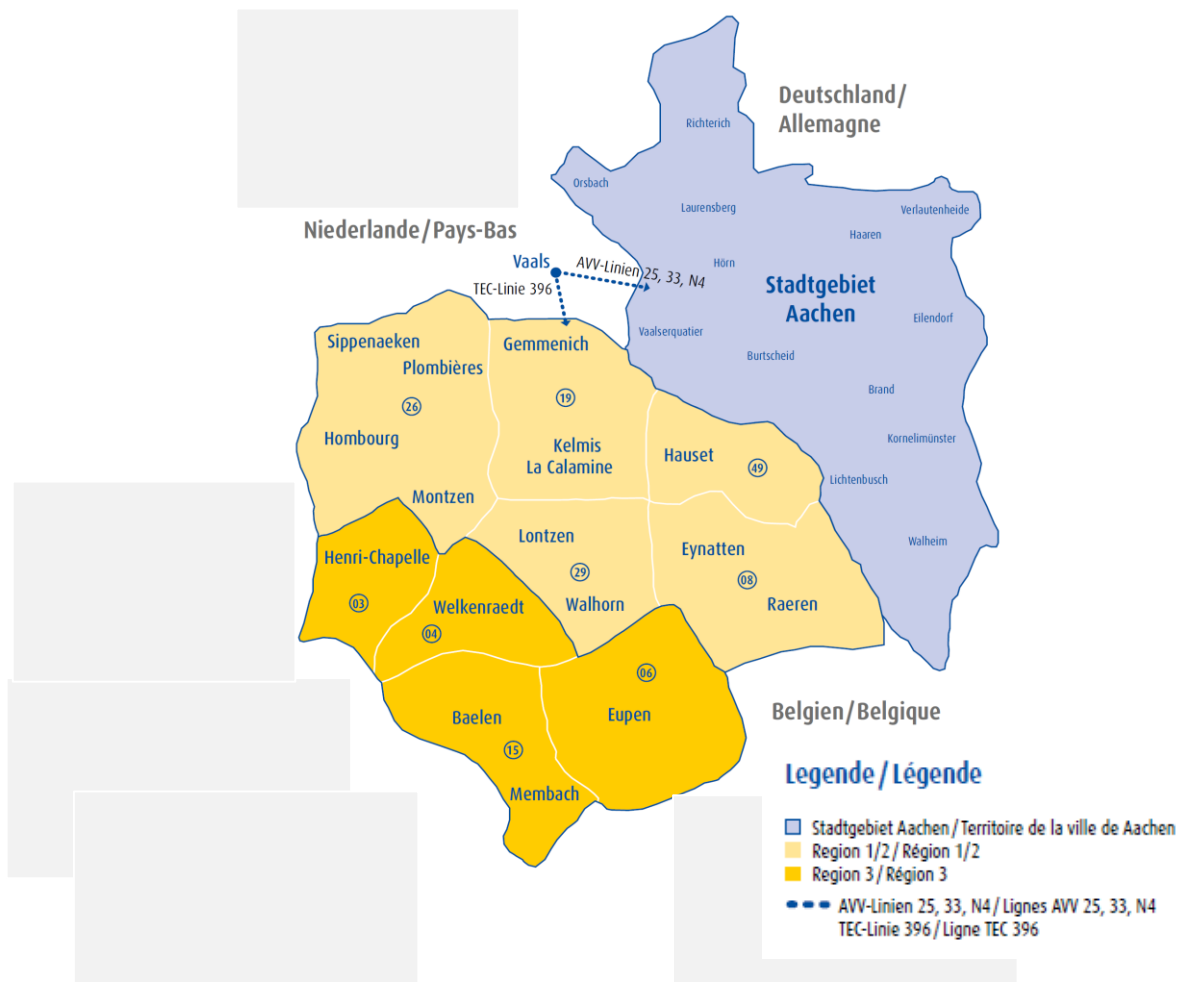 Deutschland/
Allemagne
Richterich
Orsbach
Laurensberg
Verlautenheide
Haaren
Niederlande/Pays-Bas
Vaals
AVV-Linien 25, 33, N4
Hörn
TEC-Linie 396
Stadtgebiet
Aachen
Eilendorf
Vaalserquatier
Burtscheid
Brand
Kornelimünster
Lichtenbusch
Walheim
Sippenaeken
Plombières
26
Hombourg
Montzen
Gemmenich
19
Kelmis
La Calamine
Hauset
49
Lontzen
29
Walhorn
Eynatten
08
Raeren
Henri-Chapelle
03
Welkenraedt
04
06
Eupen
Baelen
15
Membach
Belgien/Belgique
Legende/Légende
Stadtgebiet Aachen/Territoire de la ville de Aachen
Region 1/2/Région 1/2
Region 3/Région 3
AVV-Linien 25, 33, N4/Lignes AVV 25, 33, N4
TEC-Linie 396/Ligne TEC 396